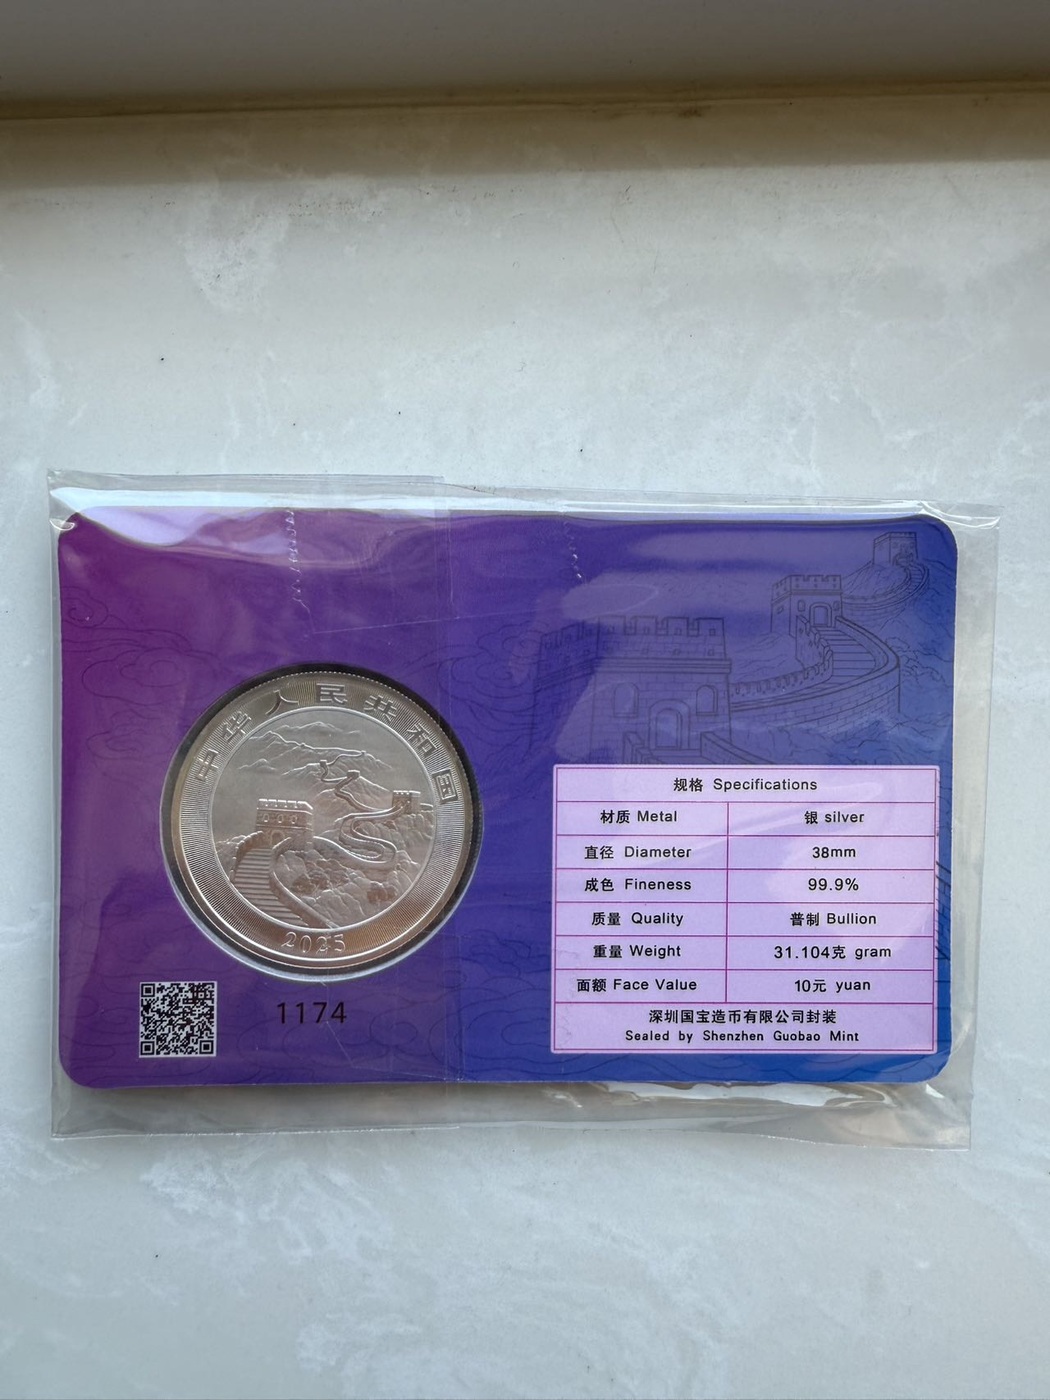 中华人民共和国
2025
1174
规格 Specifications
材质 Metal 银 silver
直径 Diameter 38mm
成色 Fineness 99.9%
质量 Quality 普制 Bullion
重量 Weight 31.104克 gram
面额 Face Value 10元 yuan
深圳国宝造币有限公司封装
Sealed by Shenzhen Guobao Mint